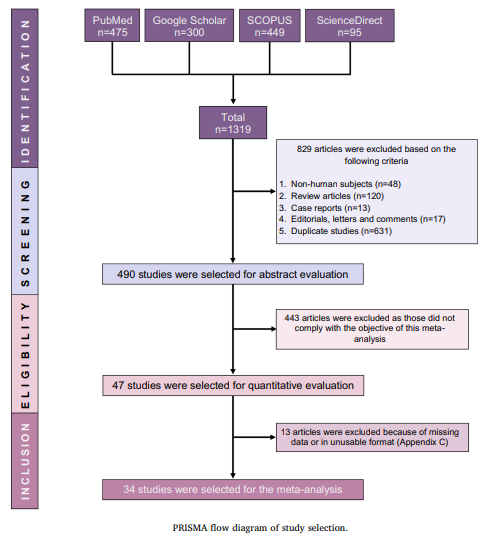 PubMed
n=475
Google Scholar
n=300
SCOPUS
n=449
ScienceDirect
n=95
IDENTIFICATION
Total
n=1319
829 articles were excluded based on the
following criteria
1. Non-human subjects (n=48)
2. Review articles (n=120)
3. Case reports (n=13)
4. Editorials, letters and comments (n=17)
5. Duplicate studies (n=631)
SCREENING
490 studies were selected for abstract evaluation
443 articles were excluded as those did not
comply with the objective of this meta-
analysis
ELIGIBILITY
47 studies were selected for quantitative evaluation
13 articles were excluded because of missing
data or in unusable format (Appendix C)
INCLUSION
34 studies were selected for the meta-analysis
PRISMA flow diagram of study selection.